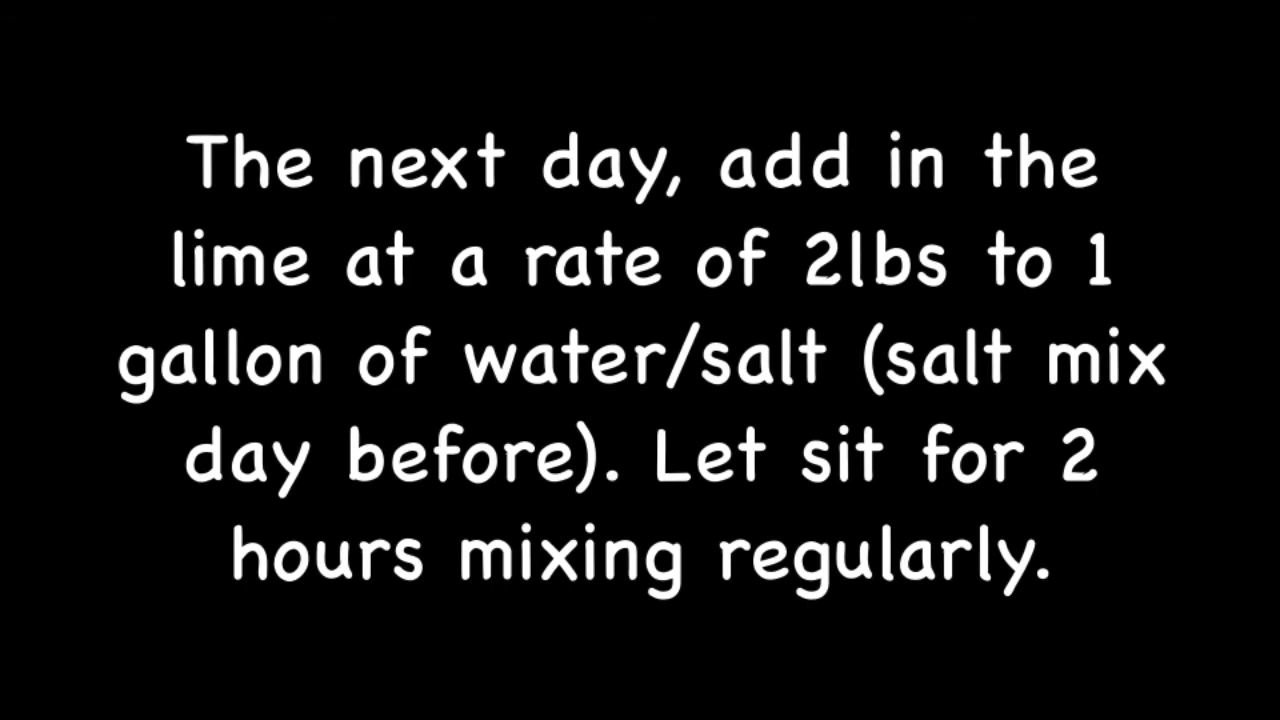 The next day, add in the
lime at a rate of 2lbs to 1
gallon of water/salt (salt mix
day before). Let sit for 2
hours mixing regularly.